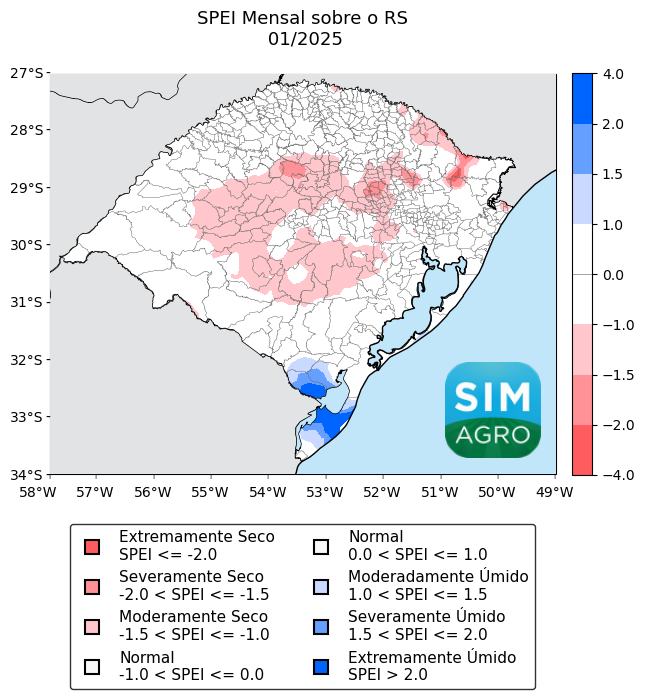 SPEI Mensal sobre o RS
01/2025
27°S
28°S
29°S
30°S
31°S
32°S
33°S
34°S
58°W 57°W 56°W 55°W 54°W 53°W 52°W 51°W 50°W 49°W
4.0
2.0
1.5
1.0
0.0
−1.0
−1.5
−2.0
−4.0
SIM
AGRO
Extremamente Seco
SPEI <= -2.0
Severamente Seco
-2.0 < SPEI <= -1.5
Moderamente Seco
-1.5 < SPEI <= -1.0
Normal
-1.0 < SPEI <= 0.0
Normal
0.0 < SPEI <= 1.0
Moderadamente Úmido
1.0 < SPEI <= 1.5
Severamente Úmido
1.5 < SPEI <= 2.0
Extremamente Úmido
SPEI > 2.0